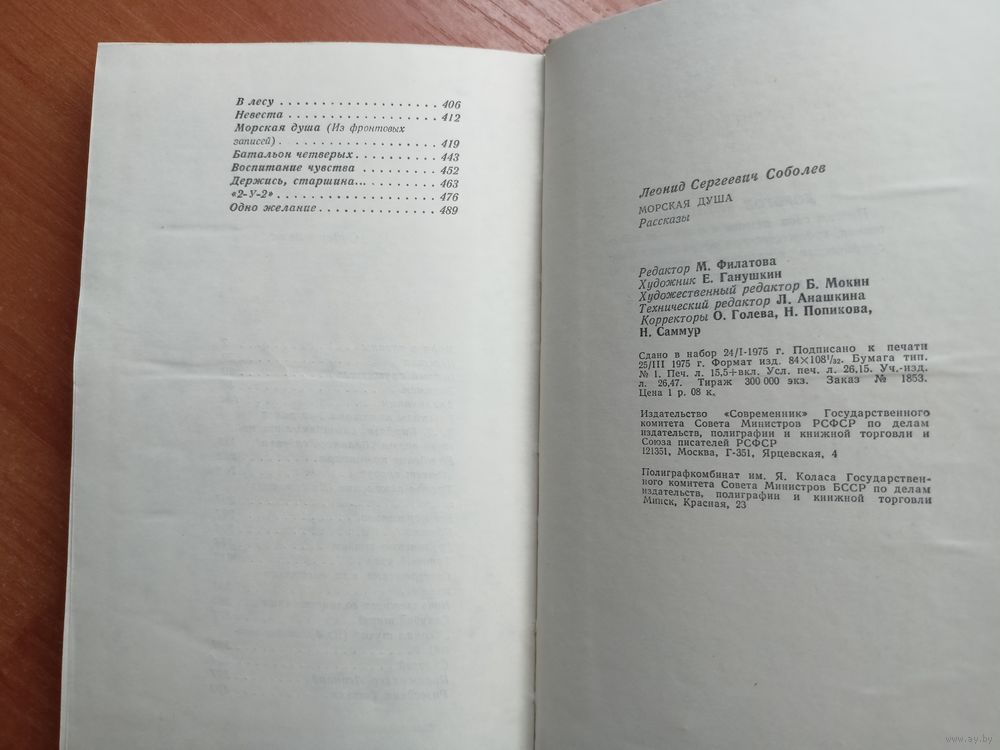 В лесу . . . . . . . . . . . . . . . . . . . 406
Невеста . . . . . . . . . . . . . . . . . . 412
Морская душа (Из фронтовых
записей) . . . . . . . . . . . . . . . . . . 419
Батальон четверых . . . . . . . . . . 443
Воспитание чувства . . . . . . . . . 452
Держись, старшина... . . . . . . . . 463
«2-У-2» . . . . . . . . . . . . . . . . . . . 476
Одно желание . . . . . . . . . . . . . . 489
Леонид Сергеевич Соболев
МОРСКАЯ ДУША
Рассказы
Редактор М. Филатова
Художник Е. Ганушкин
Художественный редактор Б. Мокин
Технический редактор Л. Анашкина
Корректоры О. Голева, Н. Попикова,
Н. Саммур
Сдано в набор 24/I-1975 г. Подписано к печати
25/III 1975 г. Формат изд. 84×108¹/₃₂. Бумага тип.
№ 1. Печ. л. 15,5+вкл. Усл. печ. л. 26,15. Уч.-изд.
л. 26,47. Тираж 300 000 экз. Заказ № 1853.
Цена 1 р. 08 к.
Издательство «Современник» Государственного
комитета Совета Министров РСФСР по делам
издательств, полиграфии и книжной торговли и
Союза писателей РСФСР
121351, Москва, Г-351, Ярцевская, 4
Полиграфкомбинат им. Я. Коласа Государствен-
ного комитета Совета Министров БССР по делам
издательств, полиграфии и книжной торговли
Минск, Красная, 23
www.ay.by